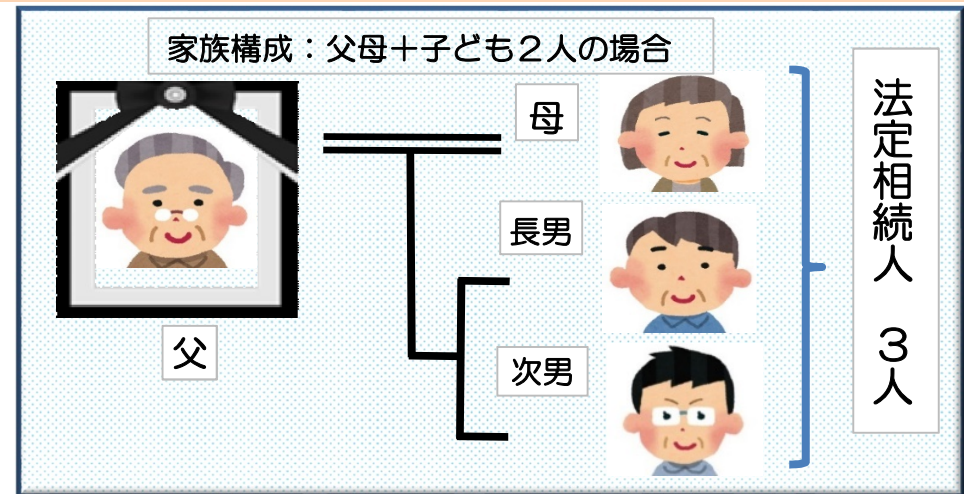 家族構成：父母＋子ども２人の場合
父
母
長男
次男
法定相続人　３人